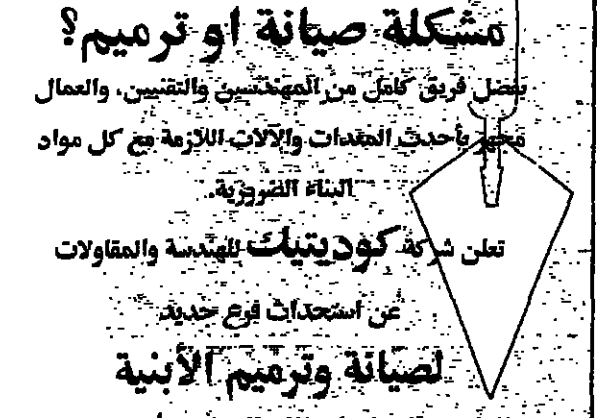 مشكلة صيانة او ترميم؟
بفضل فريق كامل من المهندسين والتقنيين، والعمال
مجهز بأحدث المعدات والآلات اللازمة مع كل مواد
البناء الضرورية.
تعلن شركة كوديتيك للهندسة والمقاولات
عن استحداث فرع جديد
لصيانة وترميم الأبنية